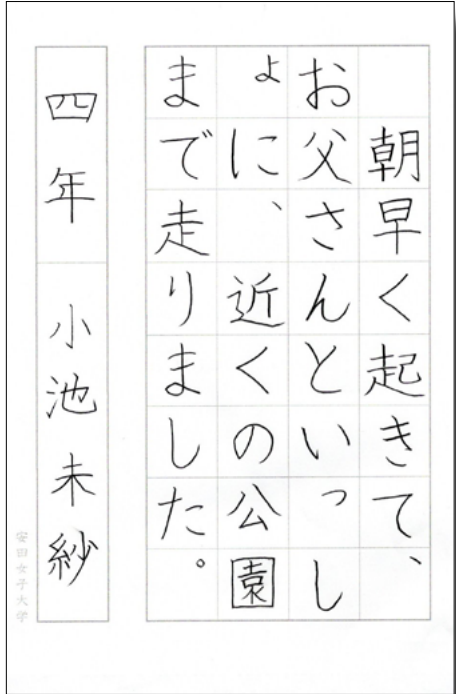 朝早く起きて、
お父さんといっし
ょに、近くの公園
まで走りました。
四年 小池未紗
安田女子大学